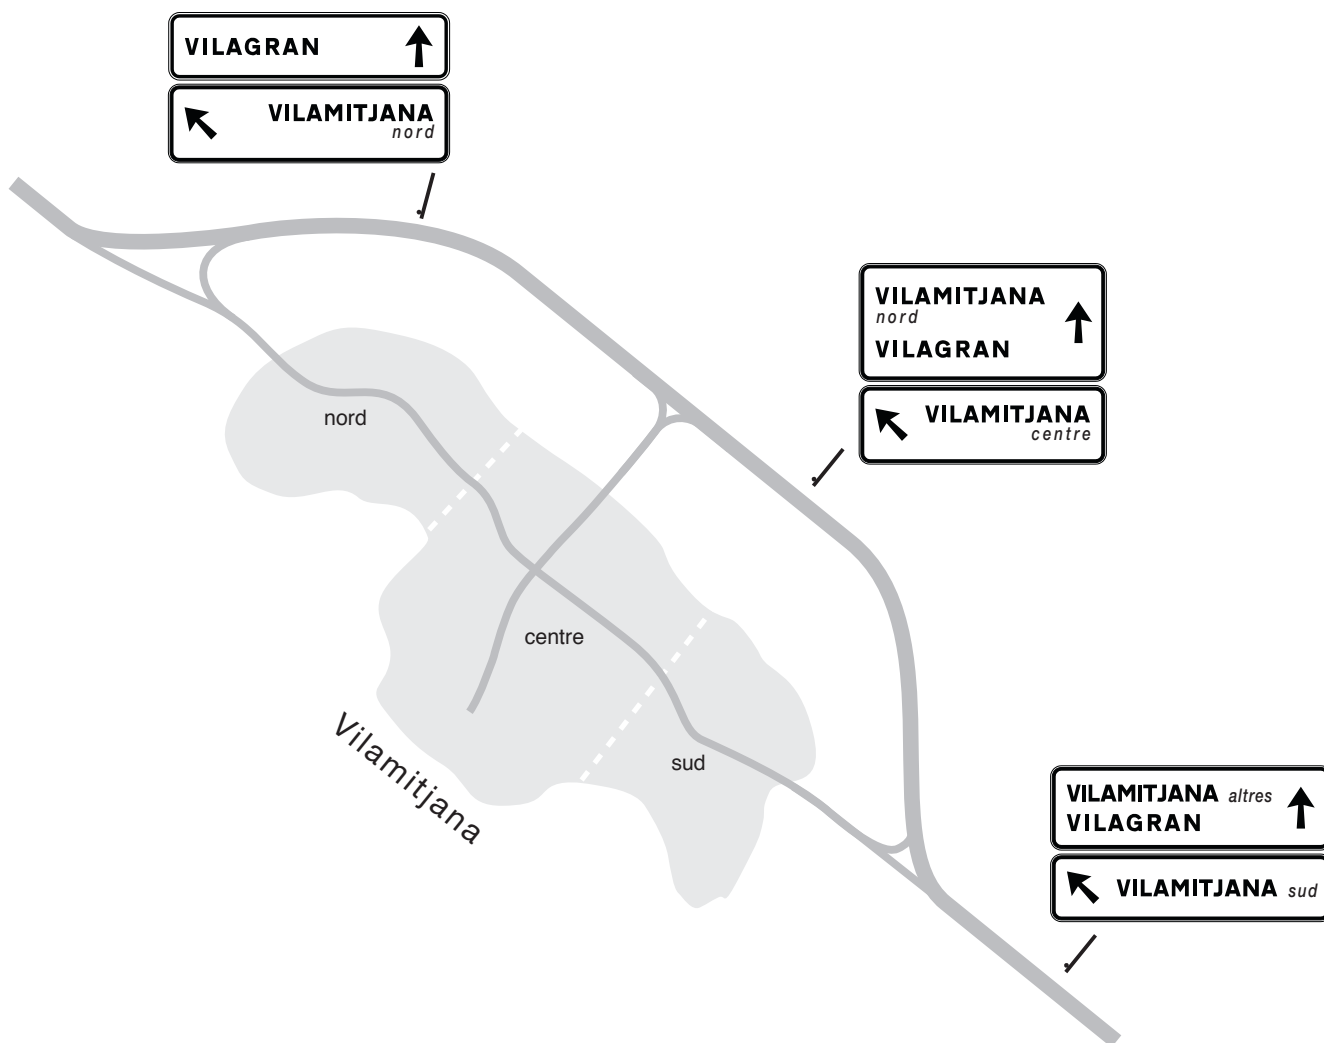 VILAGRAN
VILAMITJANA
nord
VILAMITJANA
nord
VILAGRAN
VILAMITJANA
centre
nord
centre
sud
Vilamitjana
VILAMITJANA altres
VILAGRAN
VILAMITJANA sud